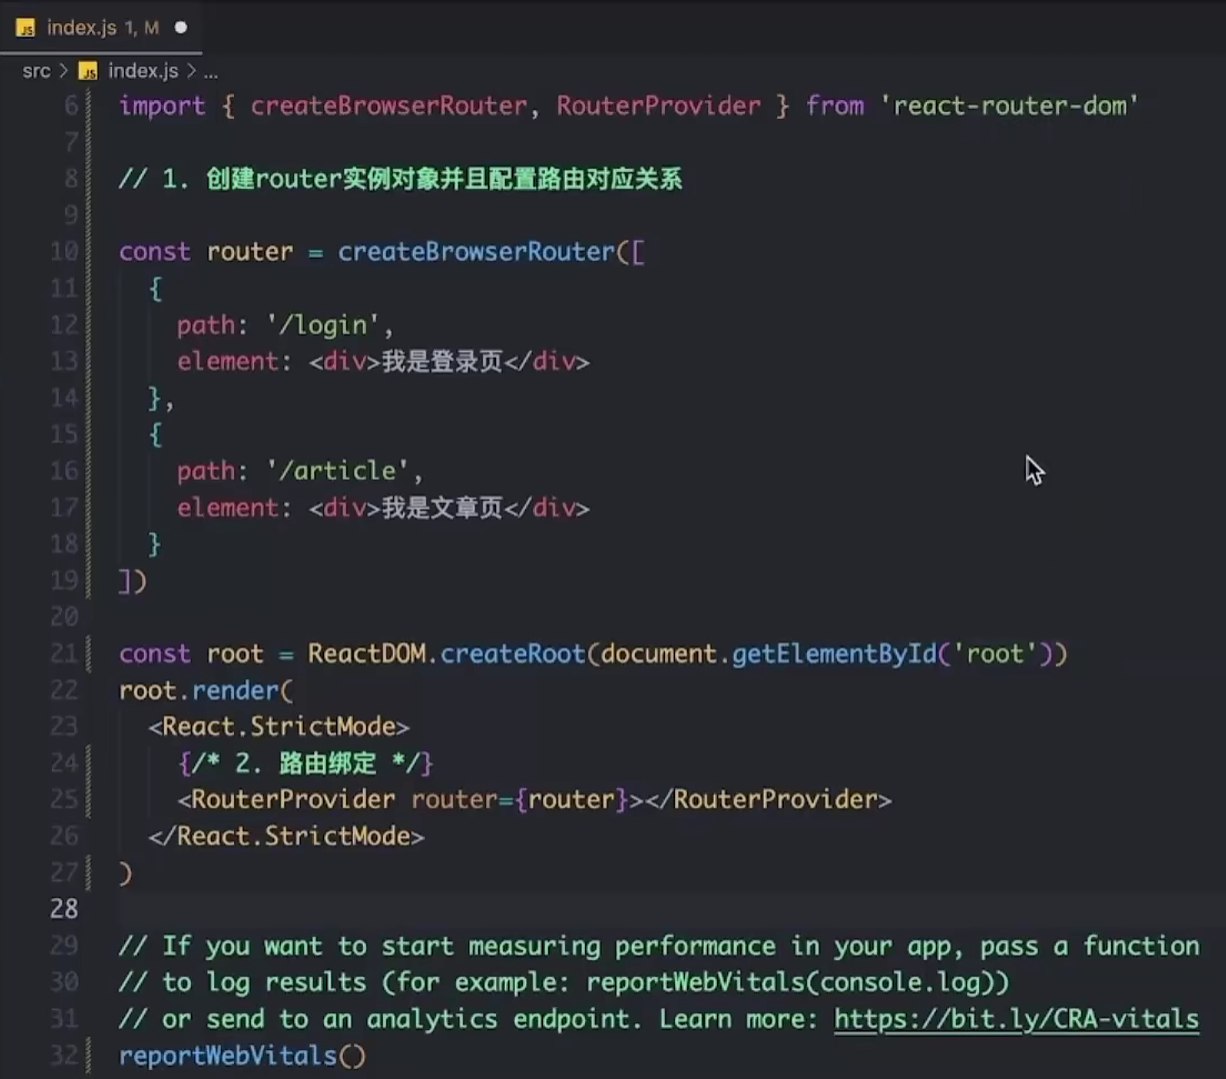 JS index.js 1, M
src > JS index.js > ...
6 import { createBrowserRouter, RouterProvider } from 'react-router-dom'
7
8 // 1. 创建router实例对象并且配置路由对应关系
9
10 const router = createBrowserRouter([
11 {
12 path: '/login',
13 element: <div>我是登录页</div>
14 },
15 {
16 path: '/article',
17 element: <div>我是文章页</div>
18 }
19 ])
20
21 const root = ReactDOM.createRoot(document.getElementById('root'))
22 root.render(
23 <React.StrictMode>
24 {/* 2. 路由绑定 */}
25 <RouterProvider router={router}></RouterProvider>
26 </React.StrictMode>
27 )
28
29 // If you want to start measuring performance in your app, pass a function
30 // to log results (for example: reportWebVitals(console.log))
31 // or send to an analytics endpoint. Learn more: https://bit.ly/CRA-vitals
32 reportWebVitals()